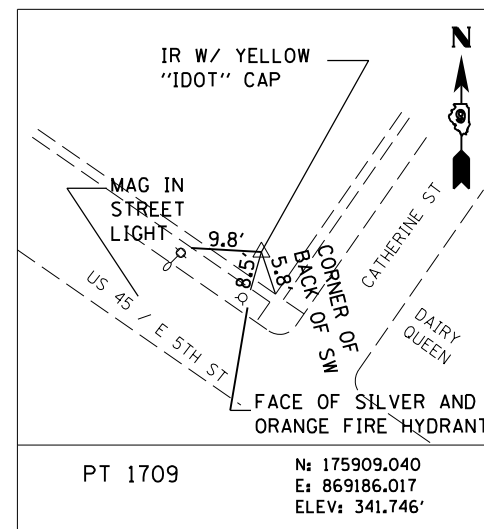 IR W/ YELLOW
"IDOT" CAP
N
MAG IN
STREET
LIGHT
9.8'
8.5'
5.8'
CORNER OF
BACK OF SW
CATHERINE ST
US 45 / E 5TH ST
DAIRY
QUEEN
FACE OF SILVER AND
ORANGE FIRE HYDRANT
PT 1709
N: 175909.040
E: 869186.017
ELEV: 341.746'